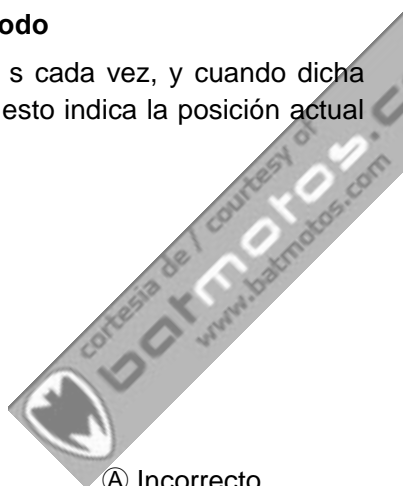 odo
s cada vez, y cuando dicha
esto indica la posición actual
cortesia de / courtesy of
batmotos.c
www.batmotos.com
Ⓐ Incorrecto